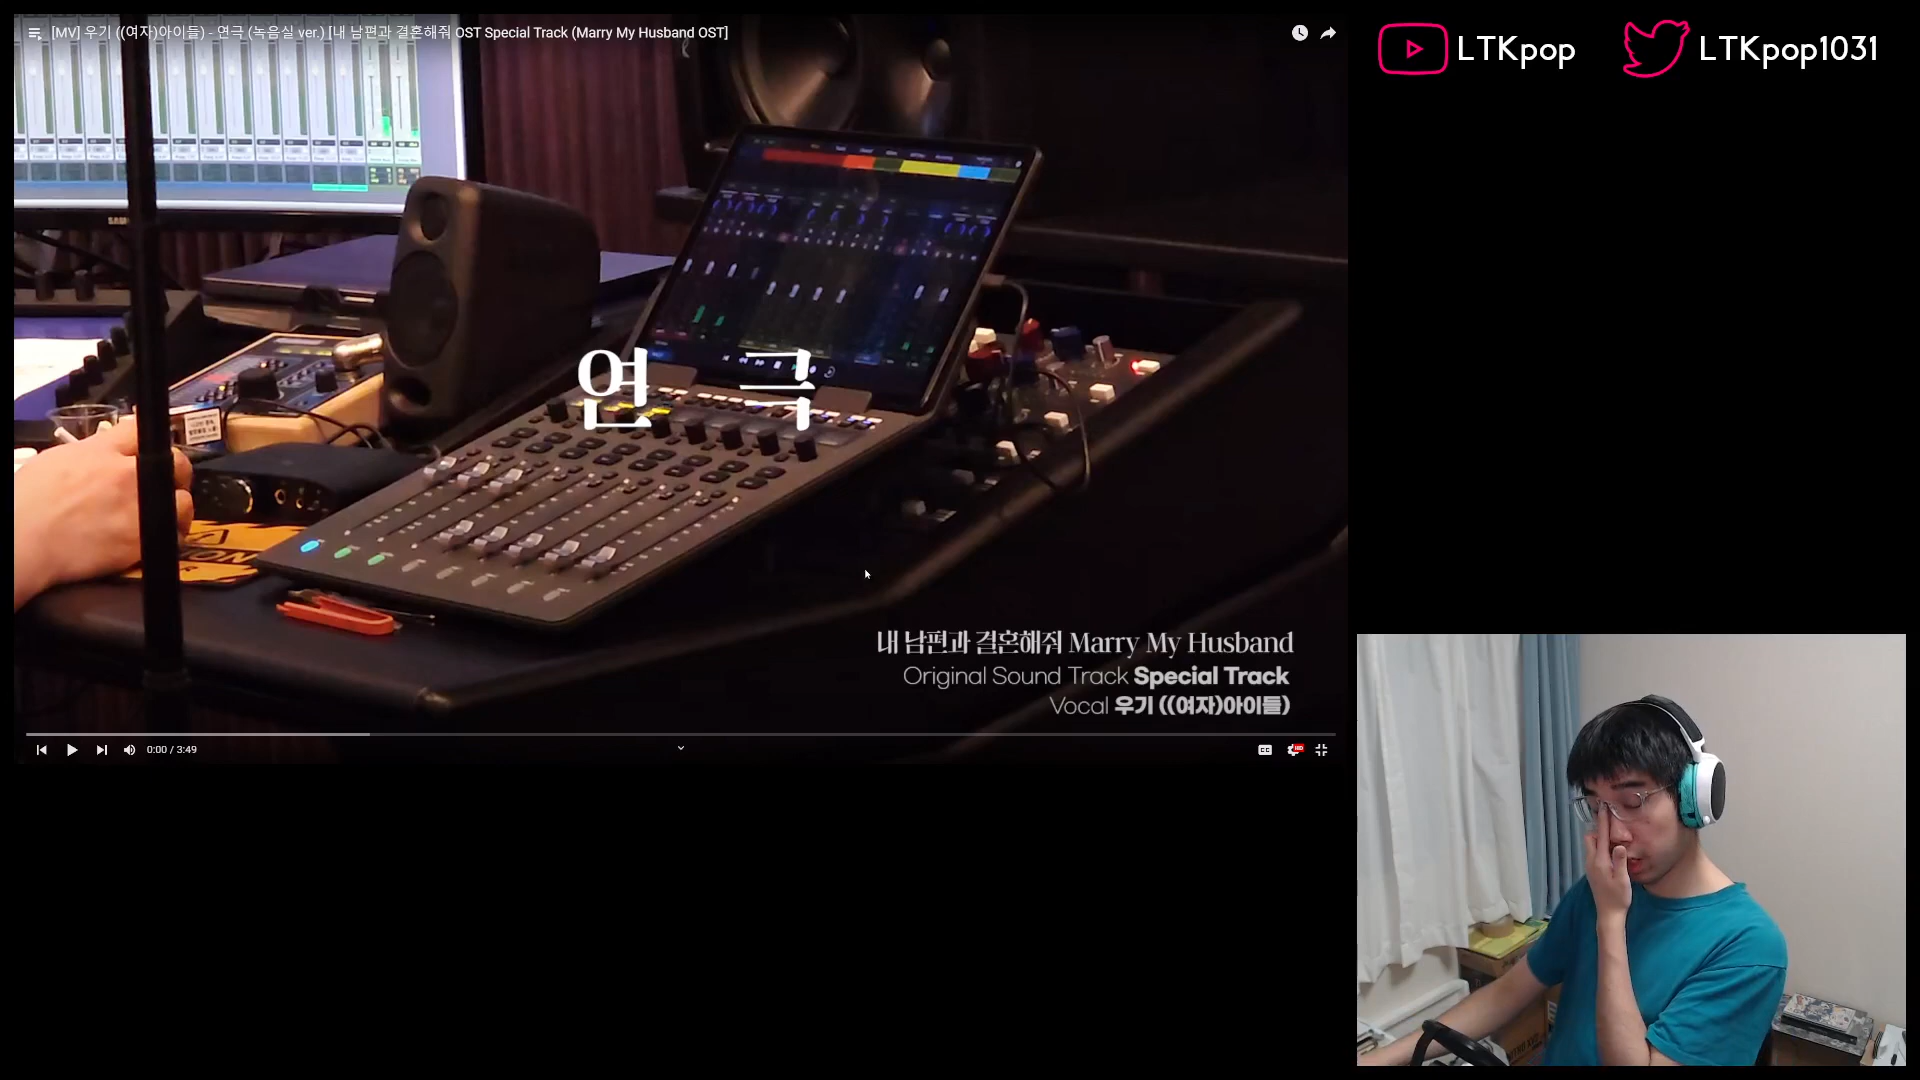 [MV] 우기 ((여자)아이들) - 연극 (녹음실 ver.) [내 남편과 결혼해줘 OST Special Track (Marry My Husband OST]
LTKpop
LTKpop1031
연 극
내 남편과 결혼해줘 Marry My Husband
Original Sound Track Special Track
Vocal 우기 ((여자)아이들)
0:00 / 3:49
CC
HD